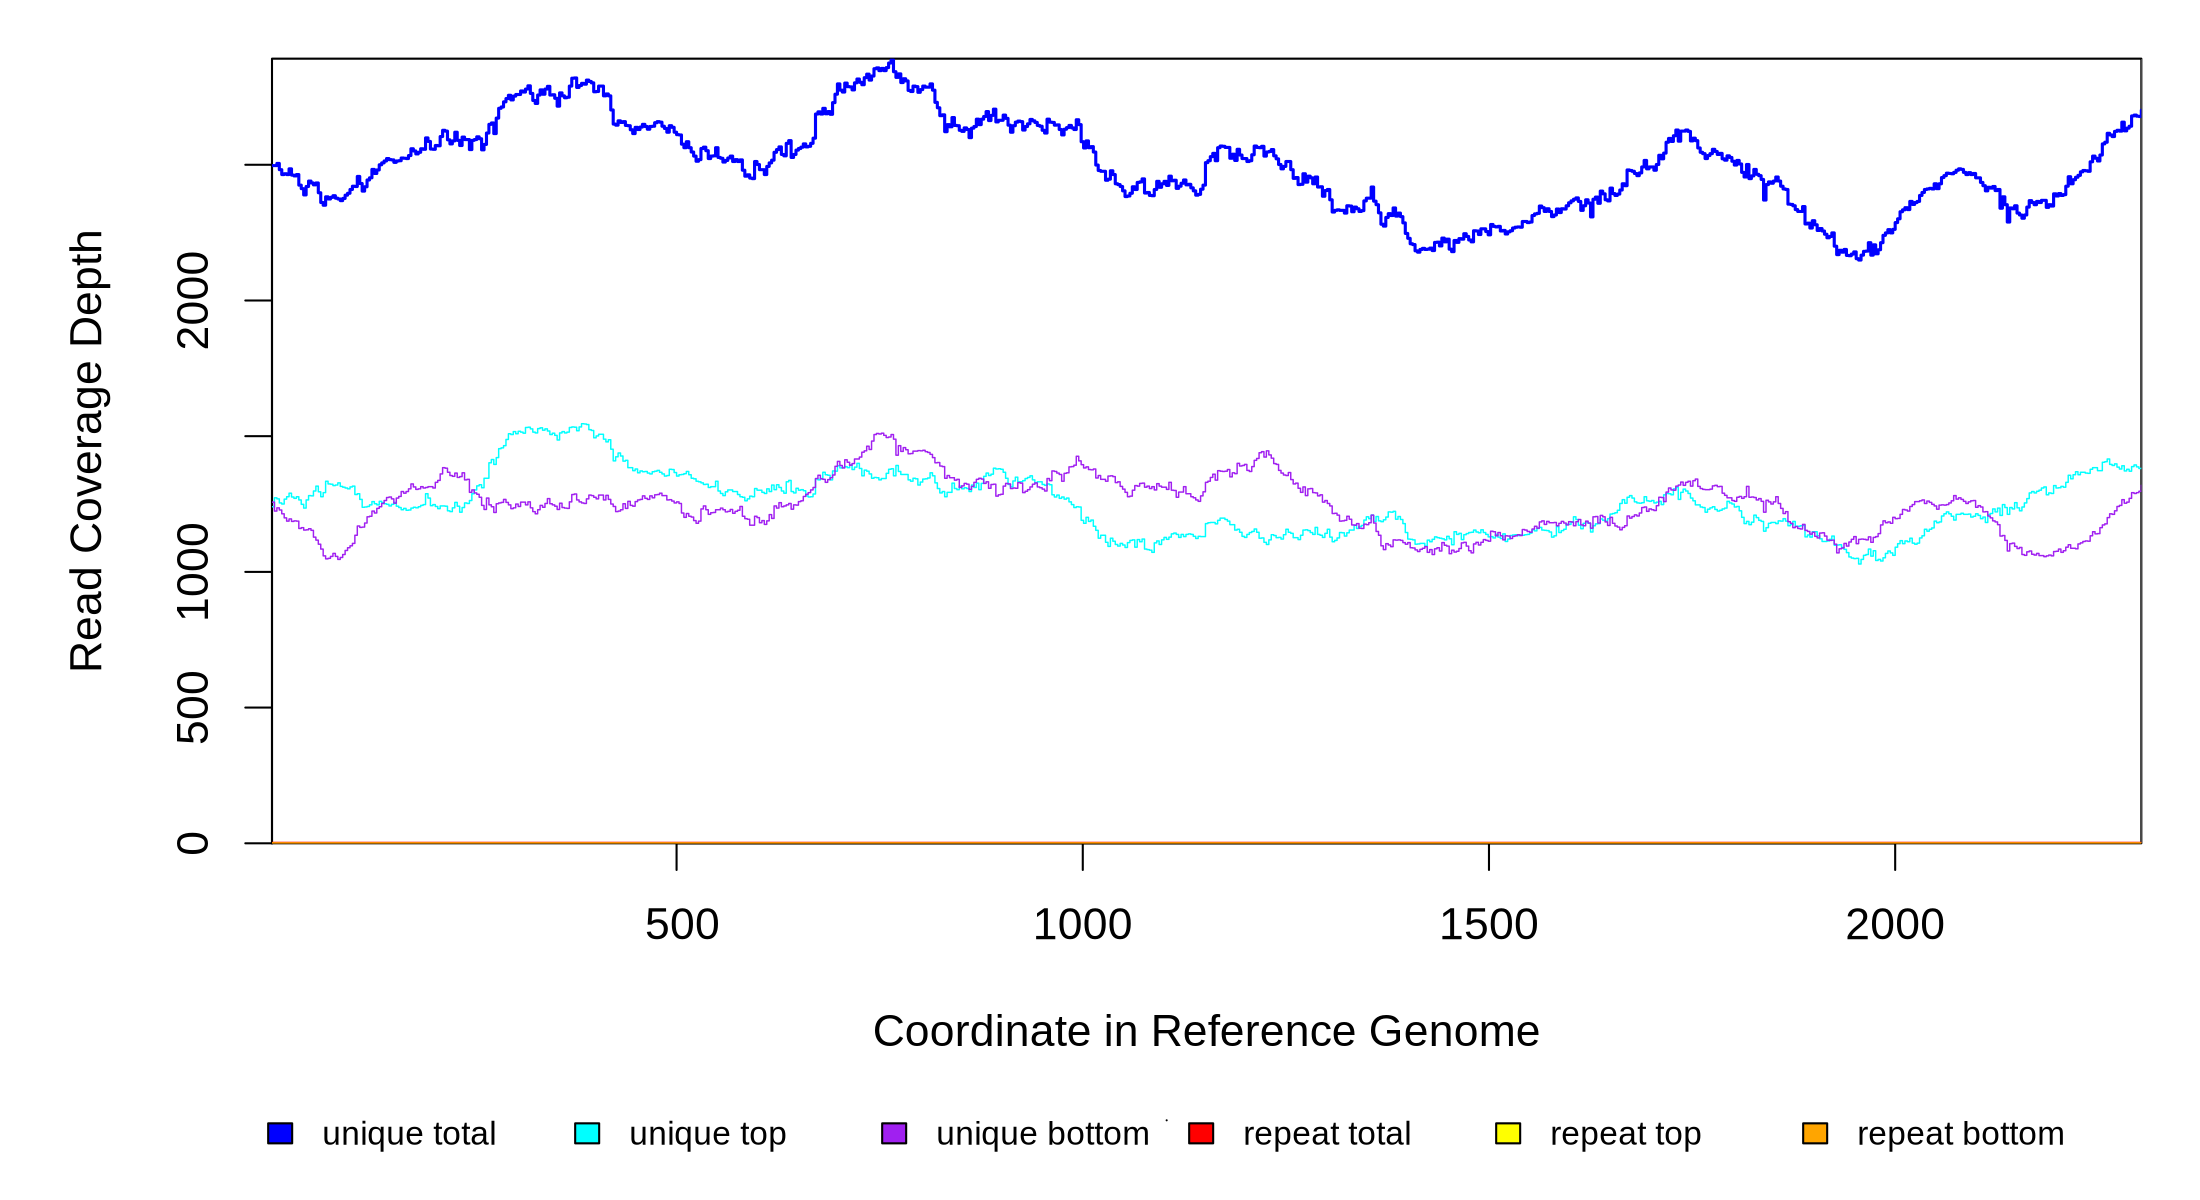 Read Coverage Depth
2000
1000
500
0
500 1000 1500 2000
Coordinate in Reference Genome
unique total unique top unique bottom repeat total repeat top repeat bottom